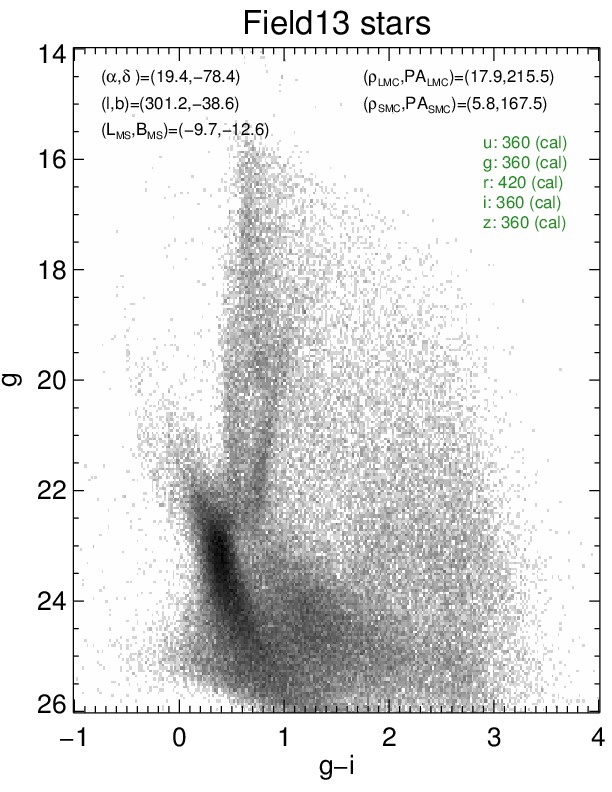 Field13 stars
(α,δ)=(19.4,−78.4)
(ρLMC,PALMC)=(17.9,215.5)
(l,b)=(301.2,−38.6)
(ρSMC,PASMC)=(5.8,167.5)
(LMS,BMS)=(−9.7,−12.6)
u: 360 (cal)
g: 360 (cal)
r: 420 (cal)
i: 360 (cal)
z: 360 (cal)
14
16
18
20
22
24
26
g
−1 0 1 2 3 4
g−i